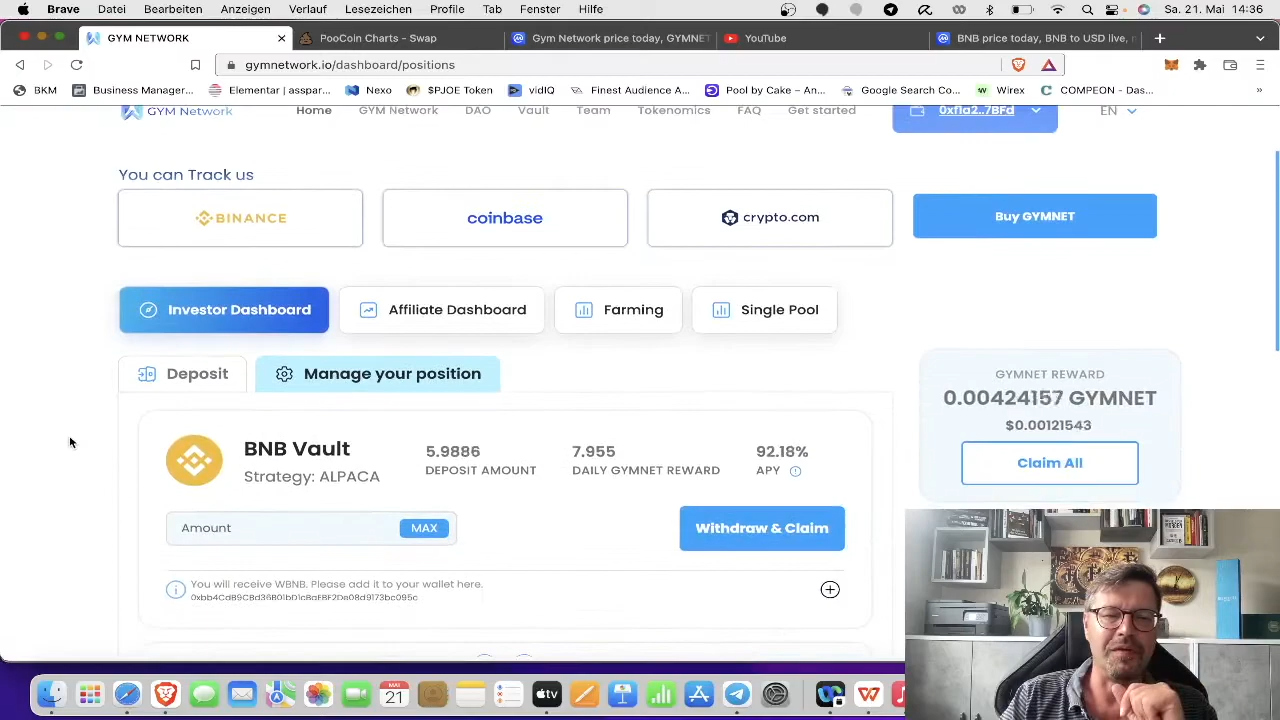 Brave Datei Bearbeiten Anzeigen Verlauf Lesezeichen Profile Tab Fenster Hilfe Sa. 21. Mai 14:36
GYM NETWORK PooCoin Charts - Swap Gym Network price today, GYMNET YouTube BNB price today, BNB to USD live,
gymnetwork.io/dashboard/positions
BKM Business Manager... Elementar | asspar... Nexo $PJOE Token vidIQ Finest Audience A... Pool by Cake – An... Google Search Co... Wirex COMPEON - Das... »
GYM Network Home GYM Network DAO Vault Team Tokenomics FAQ Get started 0xf1a2..7BFd EN
You can Track us
BINANCE coinbase crypto.com Buy GYMNET
Investor Dashboard Affiliate Dashboard Farming Single Pool
Deposit Manage your position
GYMNET REWARD
0.00424157 GYMNET
$0.00121543
Claim All
BNB Vault 5.9886 7.955 92.18%
Strategy: ALPACA DEPOSIT AMOUNT DAILY GYMNET REWARD APY
Amount MAX Withdraw & Claim
You will receive WBNB. Please add it to your wallet here.
MAI
21
tv